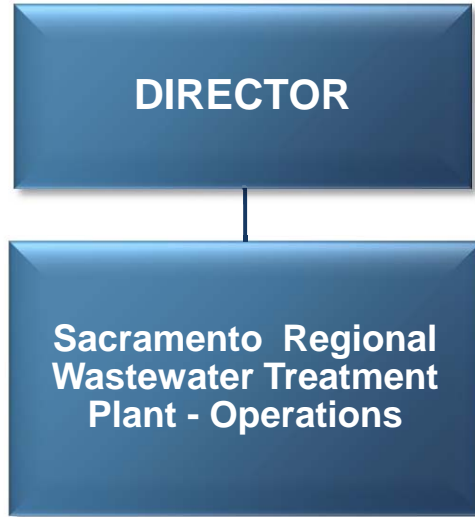 DIRECTOR
Sacramento Regional
Wastewater Treatment
Plant - Operations